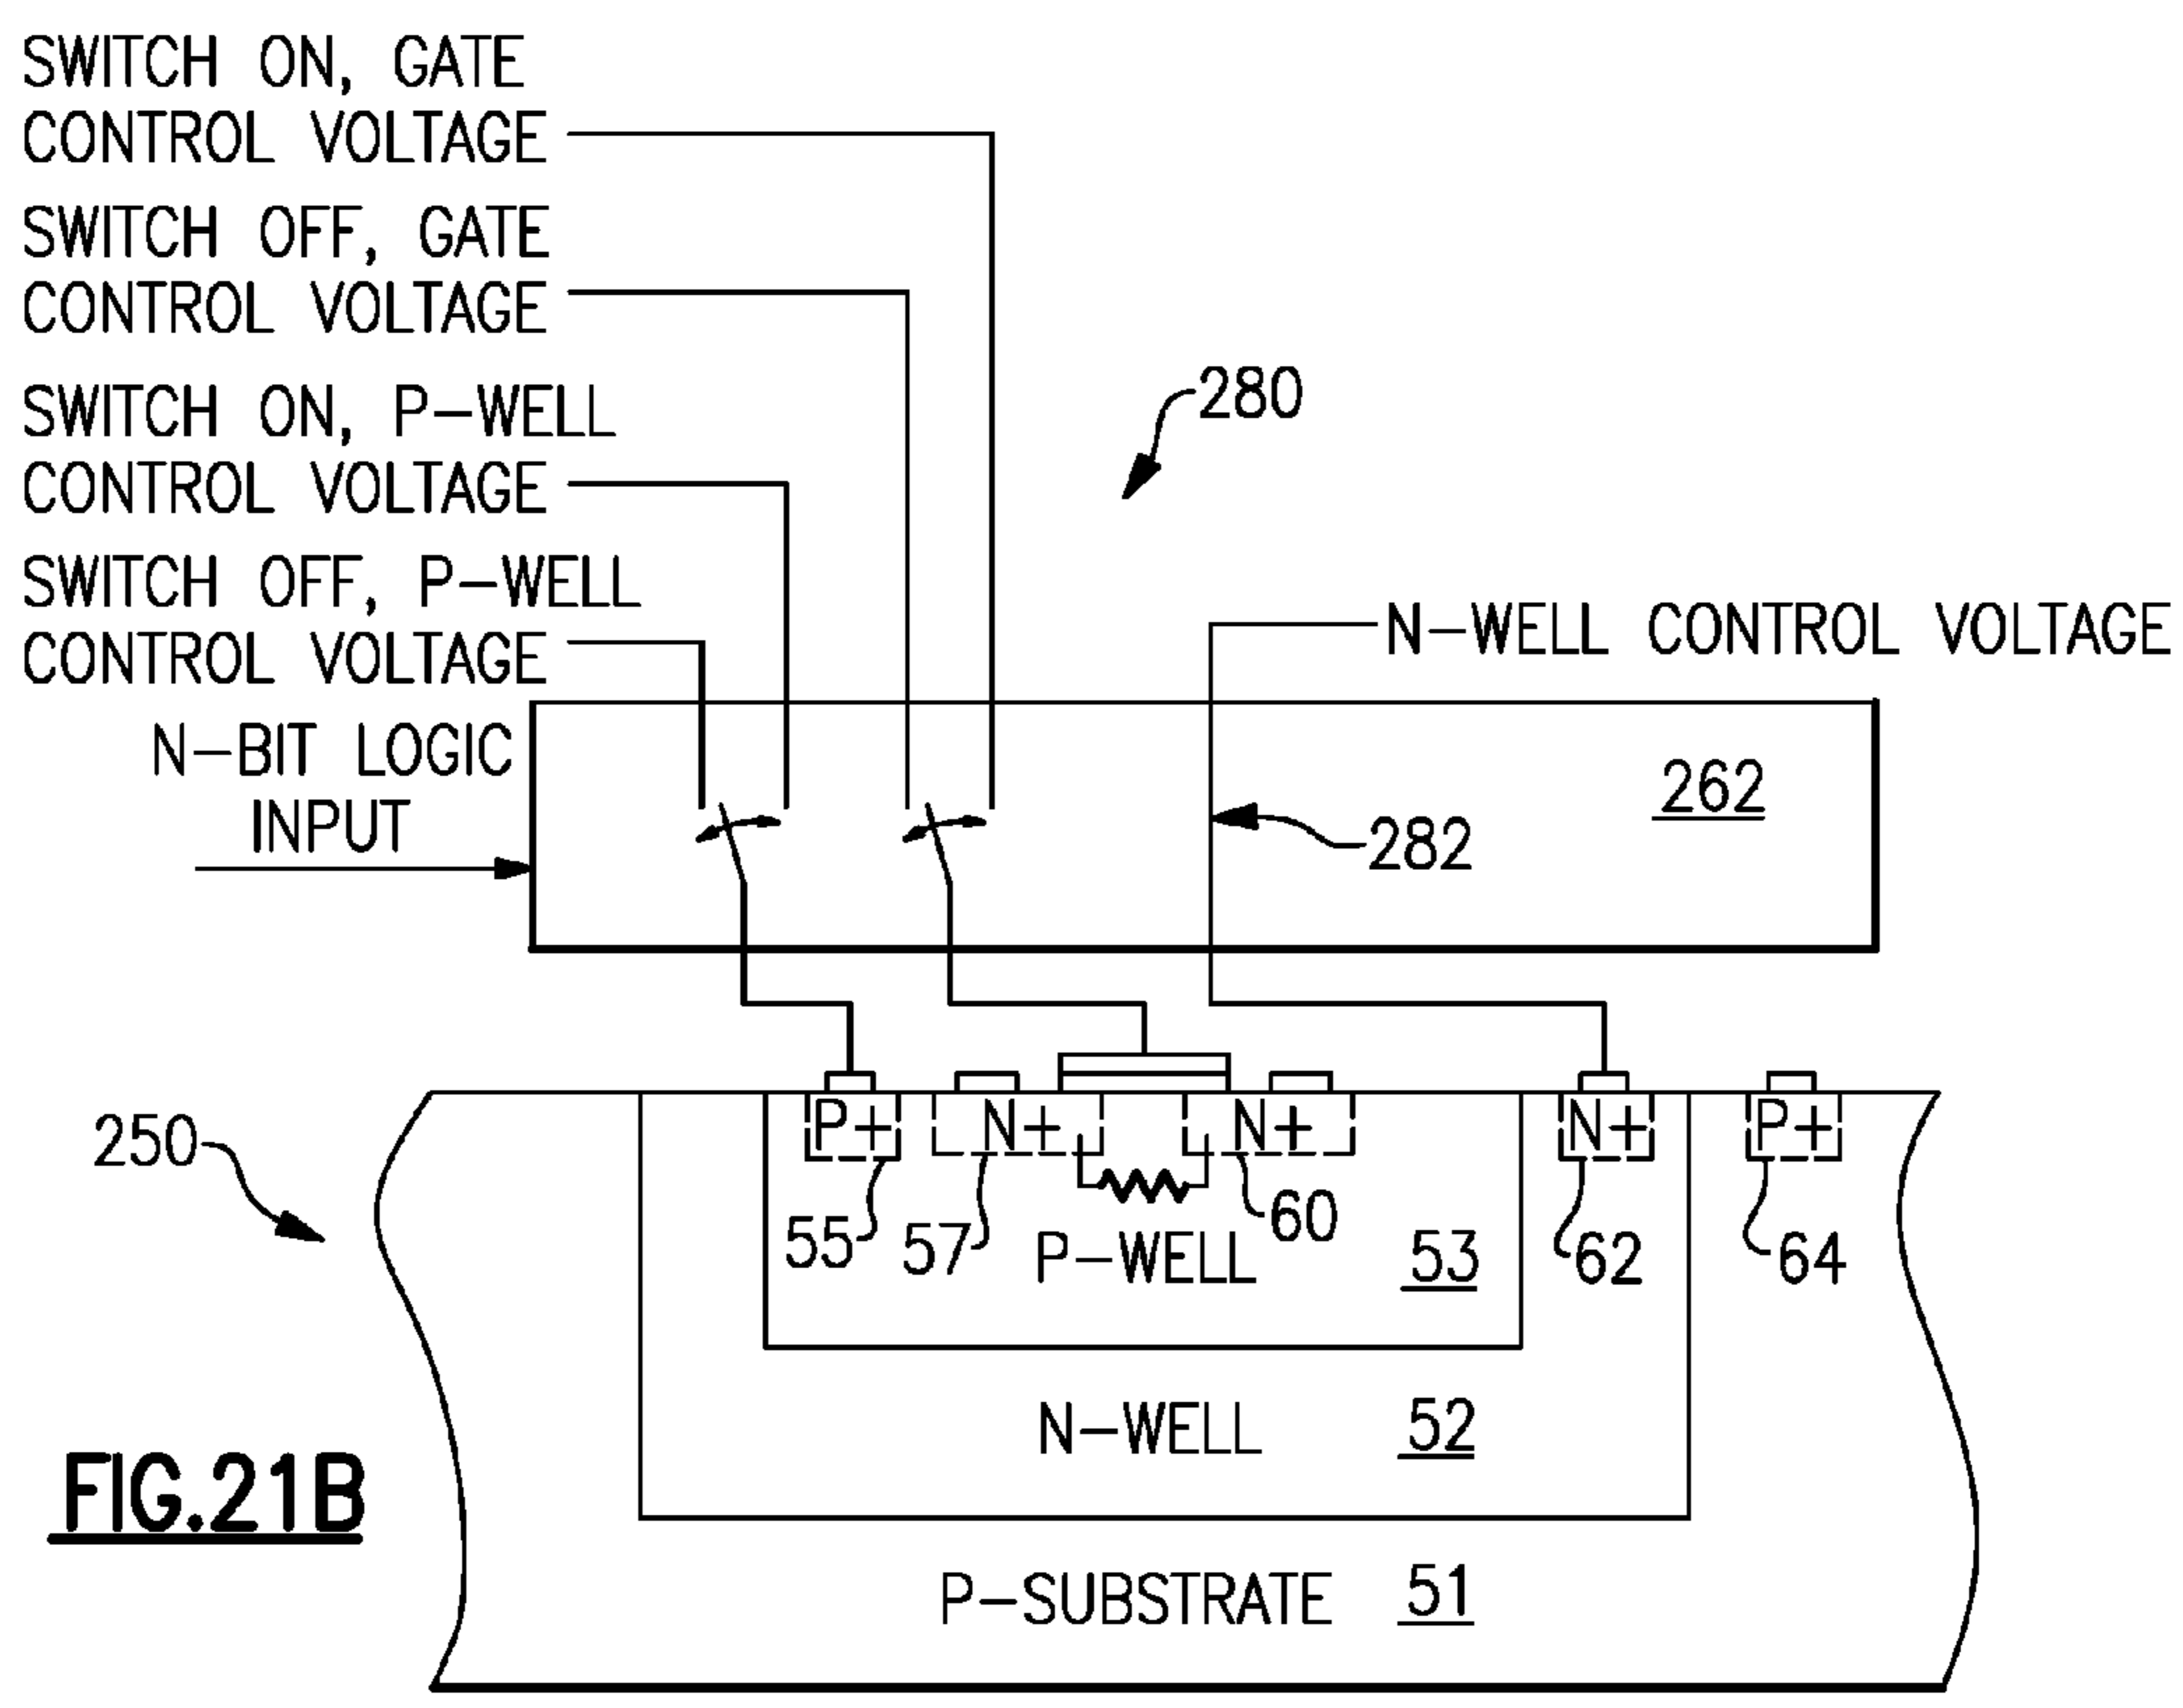 SWITCH ON, GATE
CONTROL VOLTAGE
SWITCH OFF, GATE
CONTROL VOLTAGE
SWITCH ON, P-WELL
CONTROL VOLTAGE
SWITCH OFF, P-WELL
CONTROL VOLTAGE
280
N-WELL CONTROL VOLTAGE
N-BIT LOGIC
INPUT
262
282
250
P+
N+
N+
N+
P+
55
57
60
62
64
P-WELL
53
N-WELL
52
P-SUBSTRATE
51
FIG.21B